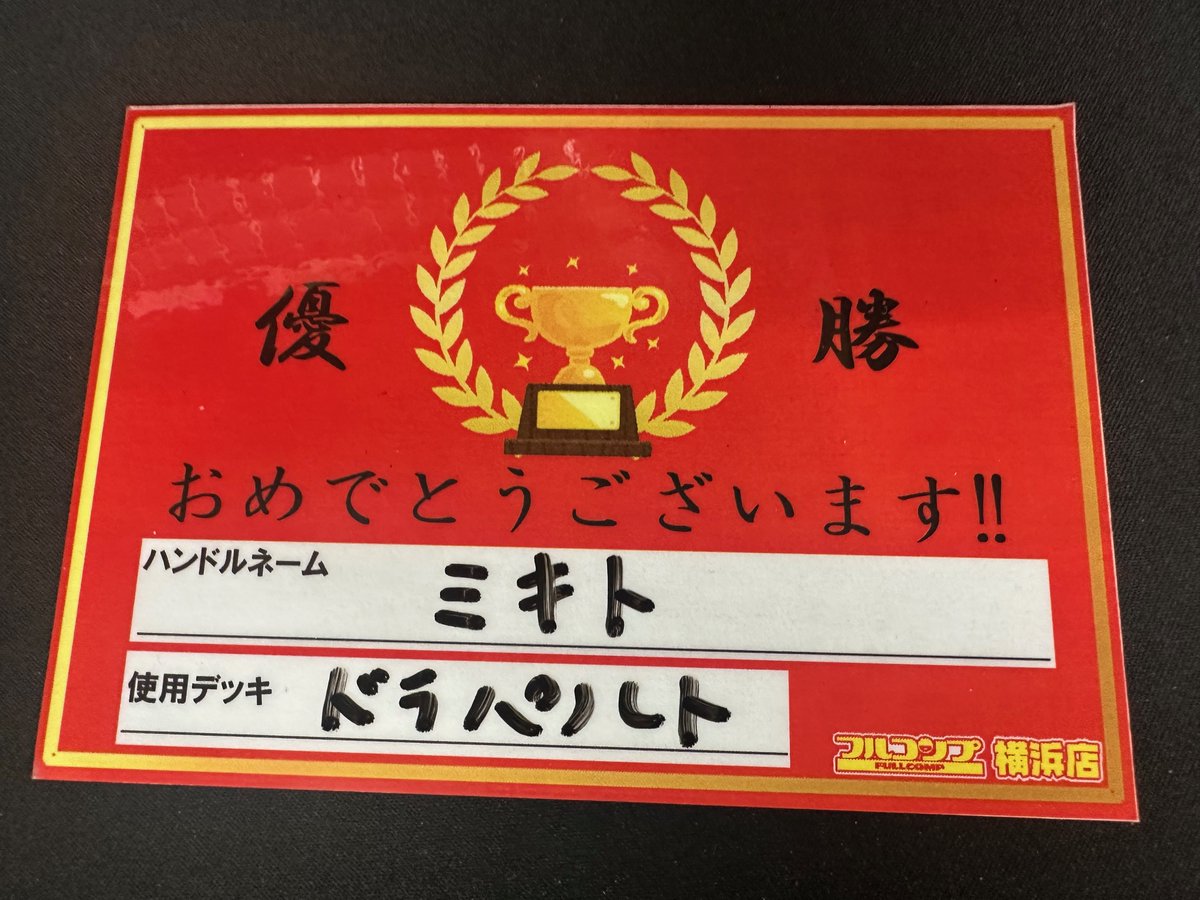 優勝
おめでとうございます!!
ハンドルネーム ミキト
使用デッキ ドラパルト
フルコンプ 横浜店
FULLCOMP